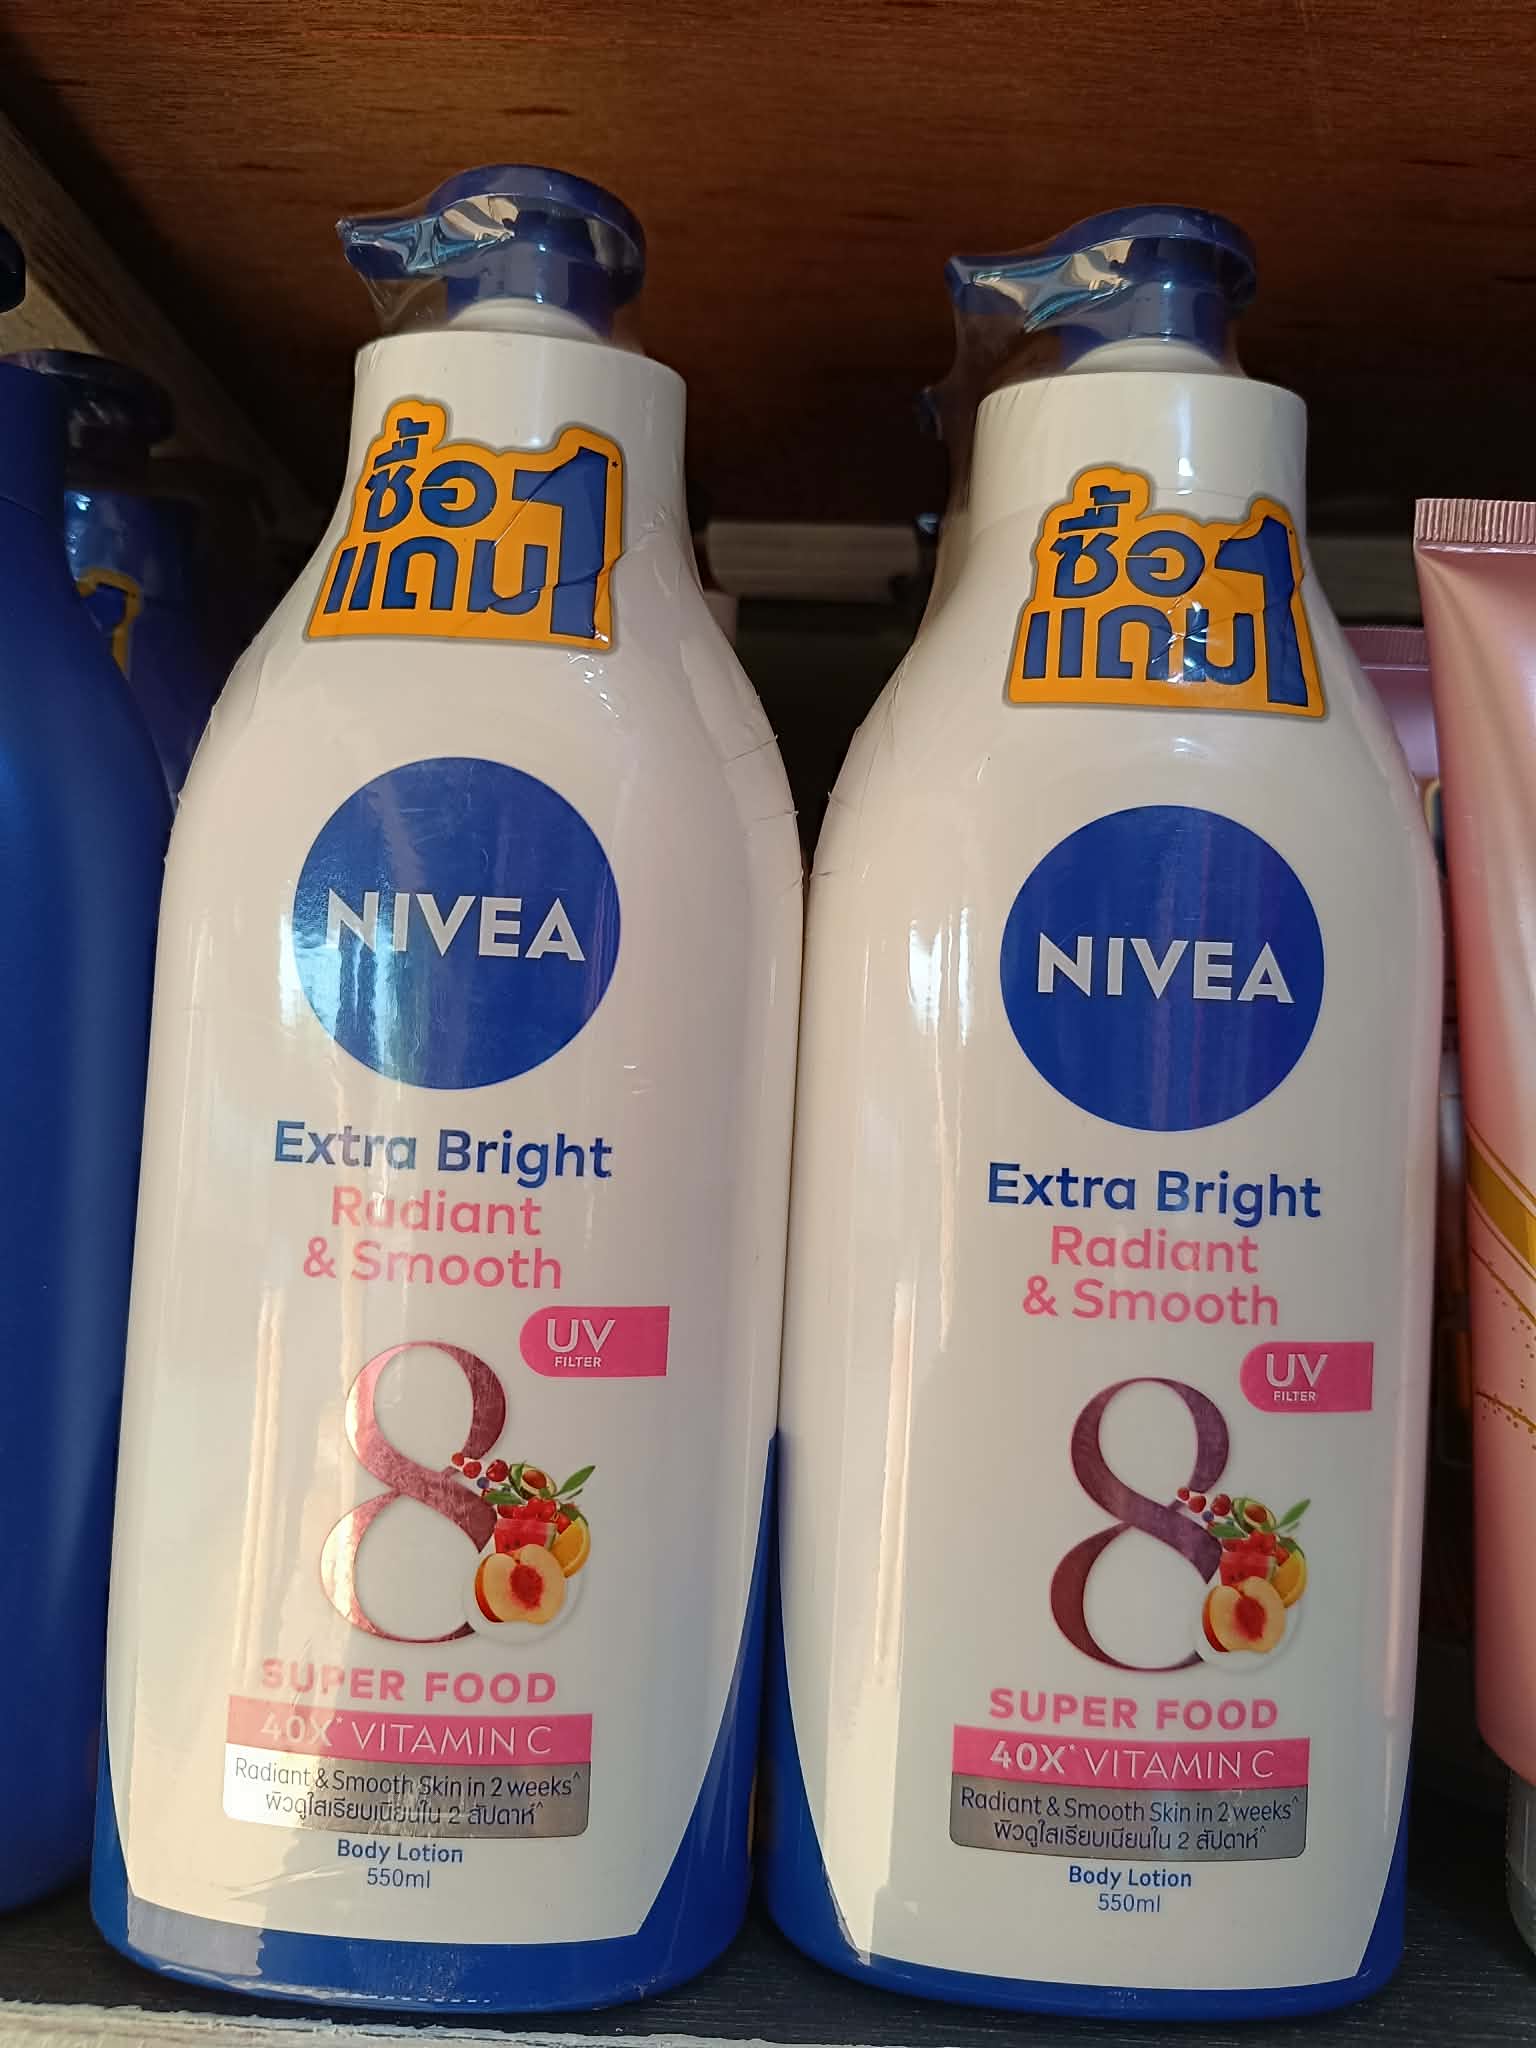 ซื้อ 1*
แถม
NIVEA
Extra Bright
Radiant
& Smooth
UV
FILTER
8
SUPER FOOD
40X* VITAMIN C
Radiant & Smooth Skin in 2 weeks^
ผิวดูใสเรียบเนียนใน 2 สัปดาห์^
Body Lotion
550ml
ซื้อ 1*
แถม
NIVEA
Extra Bright
Radiant
& Smooth
UV
FILTER
8
SUPER FOOD
40X* VITAMIN C
Radiant & Smooth Skin in 2 weeks^
ผิวดูใสเรียบเนียนใน 2 สัปดาห์^
Body Lotion
550ml